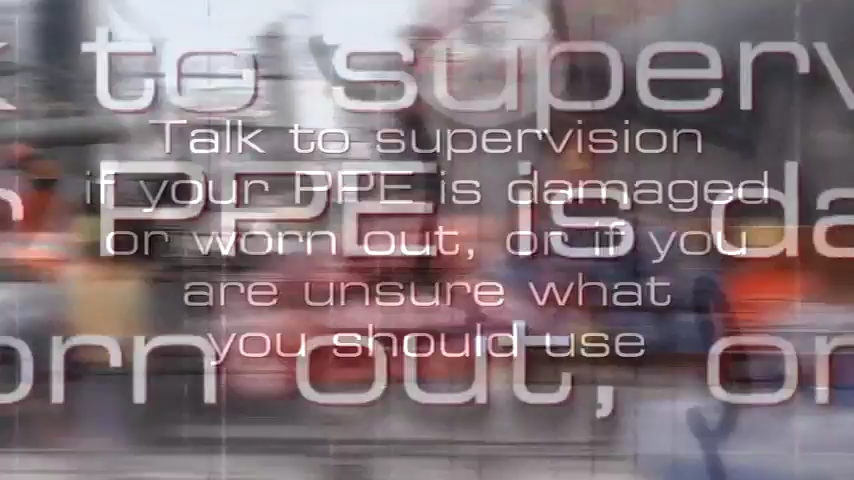 Talk to supervision
if your PPE is damaged
or worn out, or if you
are unsure what
you should use